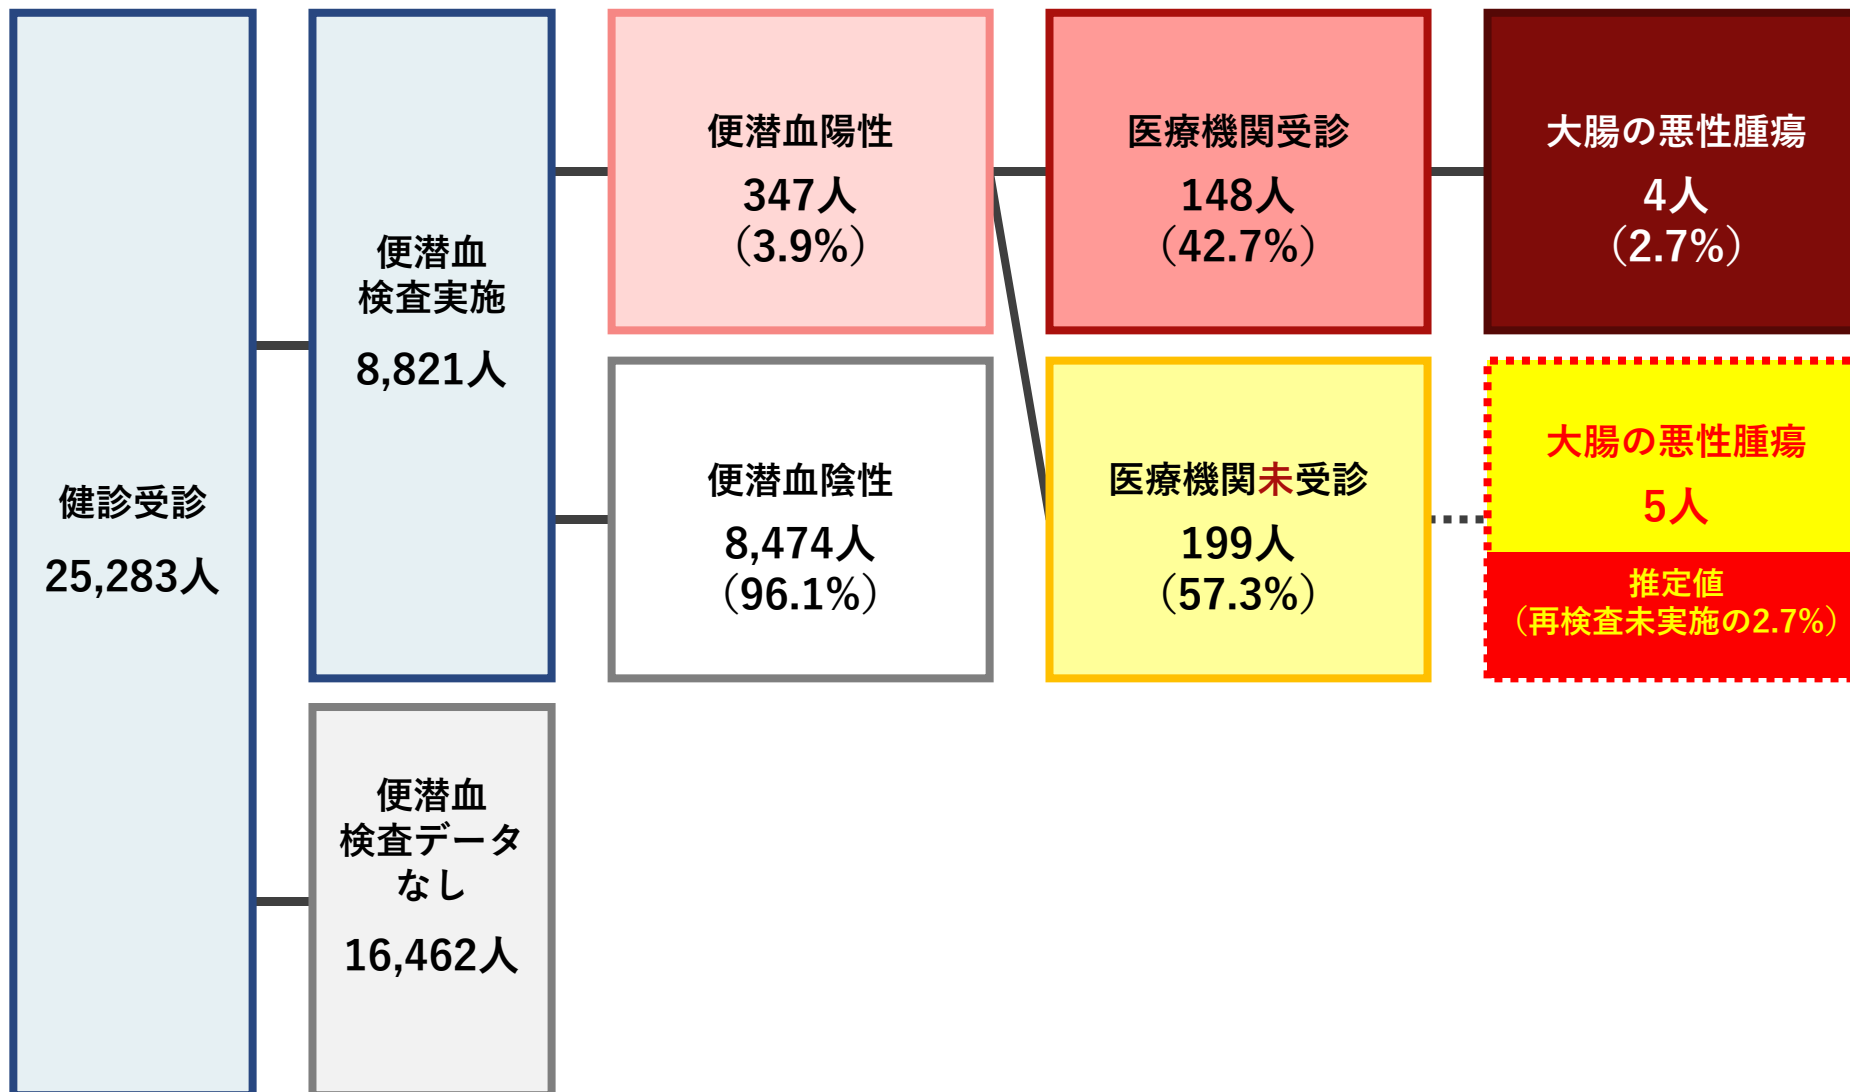 健診受診
25,283人
便潜血
検査実施
8,821人
便潜血
検査データ
なし
16,462人
便潜血陽性
347人
（3.9%）
便潜血陰性
8,474人
（96.1%）
医療機関受診
148人
（42.7%）
医療機関未受診
199人
（57.3%）
大腸の悪性腫瘍
4人
（2.7%）
大腸の悪性腫瘍
5人
推定値
（再検査未実施の2.7%）